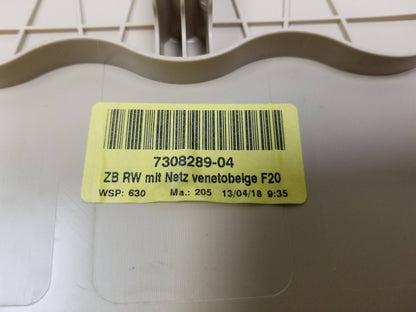 7308289-04
ZB RW mit Netz venetobeige F20
WSP: 630 Ma.: 205 13/04/18 9:35